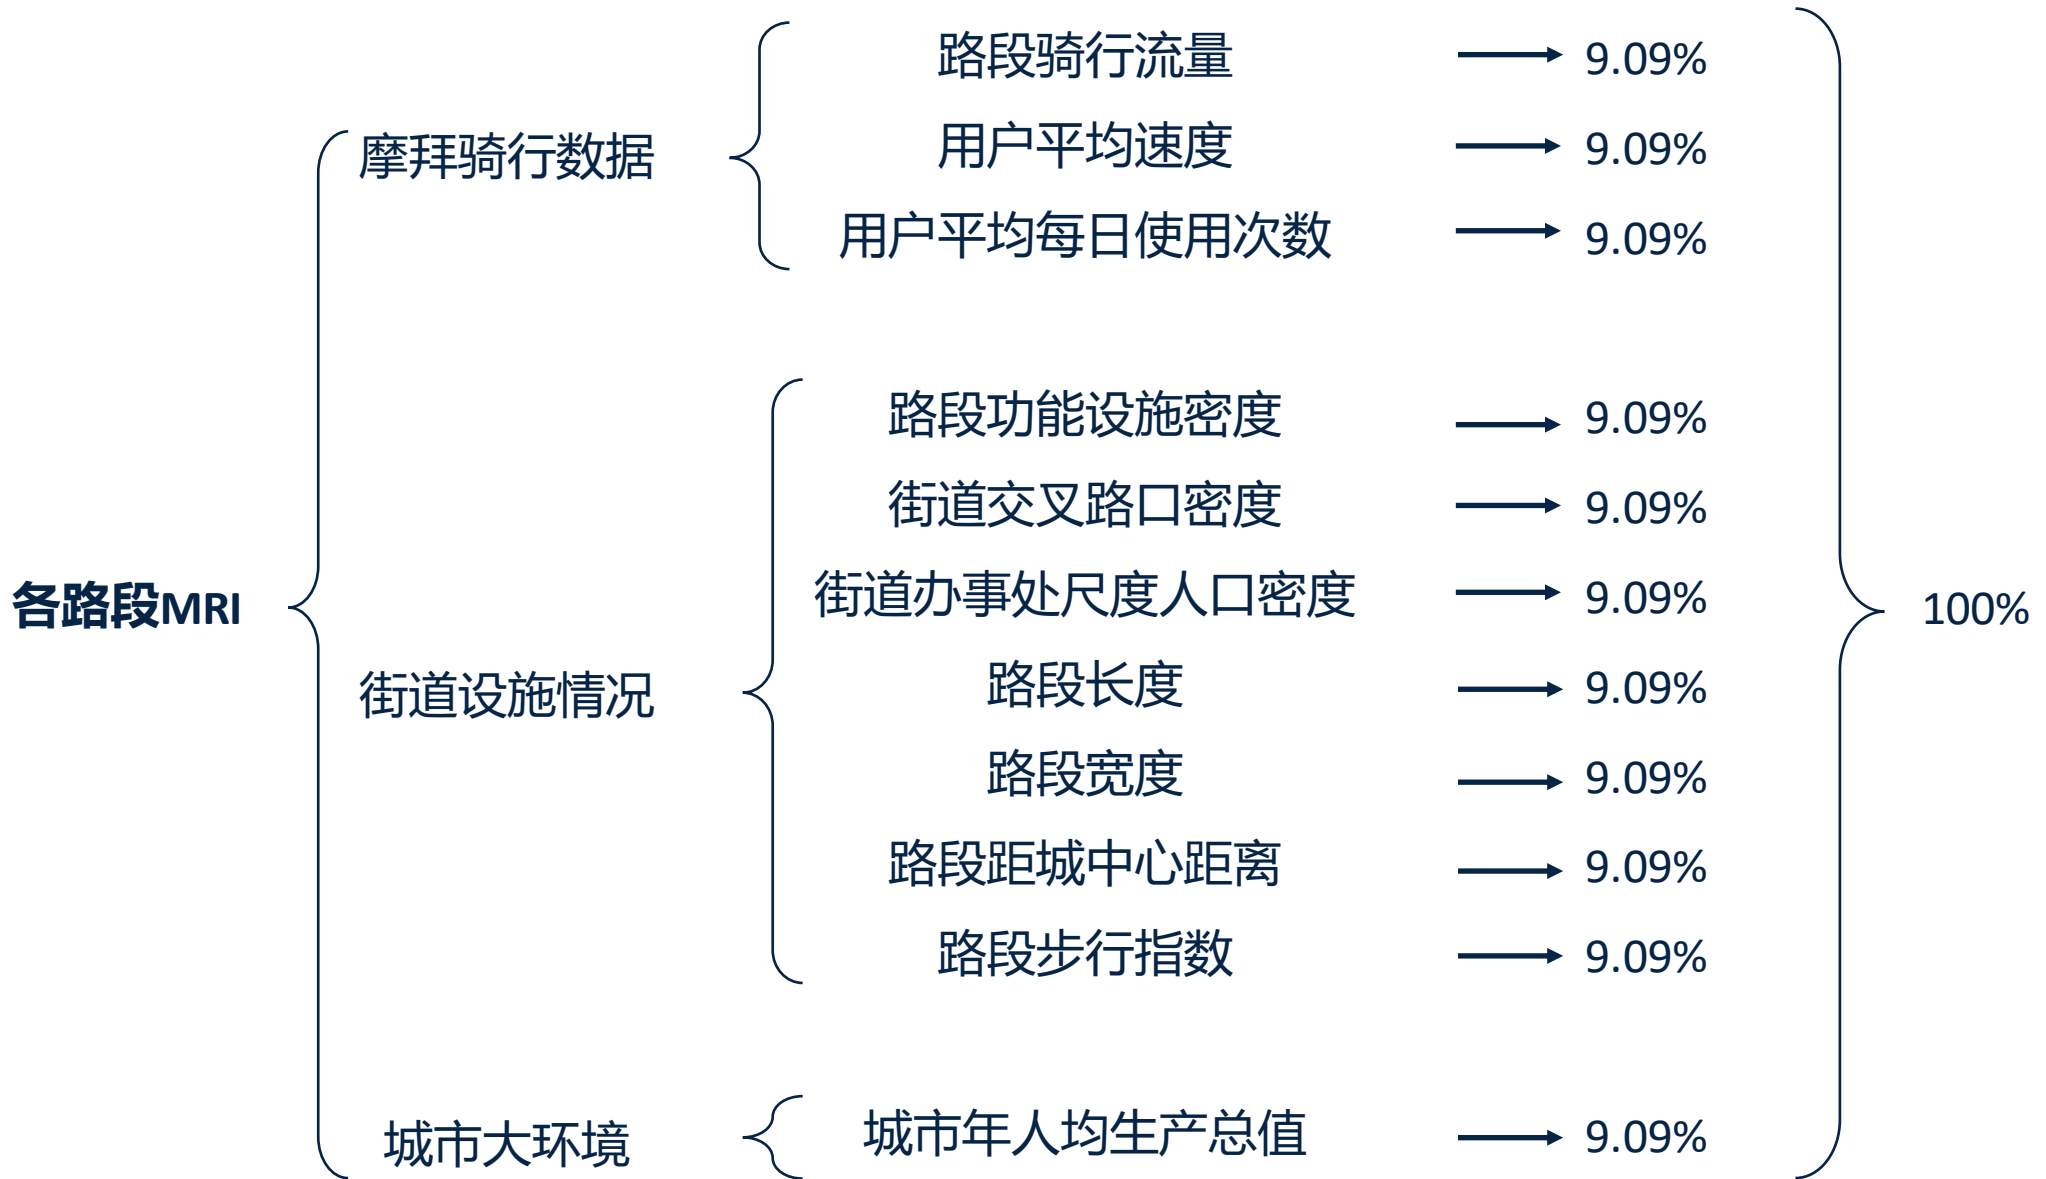 路段骑行流量 9.09%
摩拜骑行数据 用户平均速度 9.09%
用户平均每日使用次数 9.09%
路段功能设施密度 9.09%
街道交叉路口密度 9.09%
各路段MRI 街道办事处尺度人口密度 9.09% 100%
街道设施情况 路段长度 9.09%
路段宽度 9.09%
路段距城中心距离 9.09%
路段步行指数 9.09%
城市大环境 城市年人均生产总值 9.09%